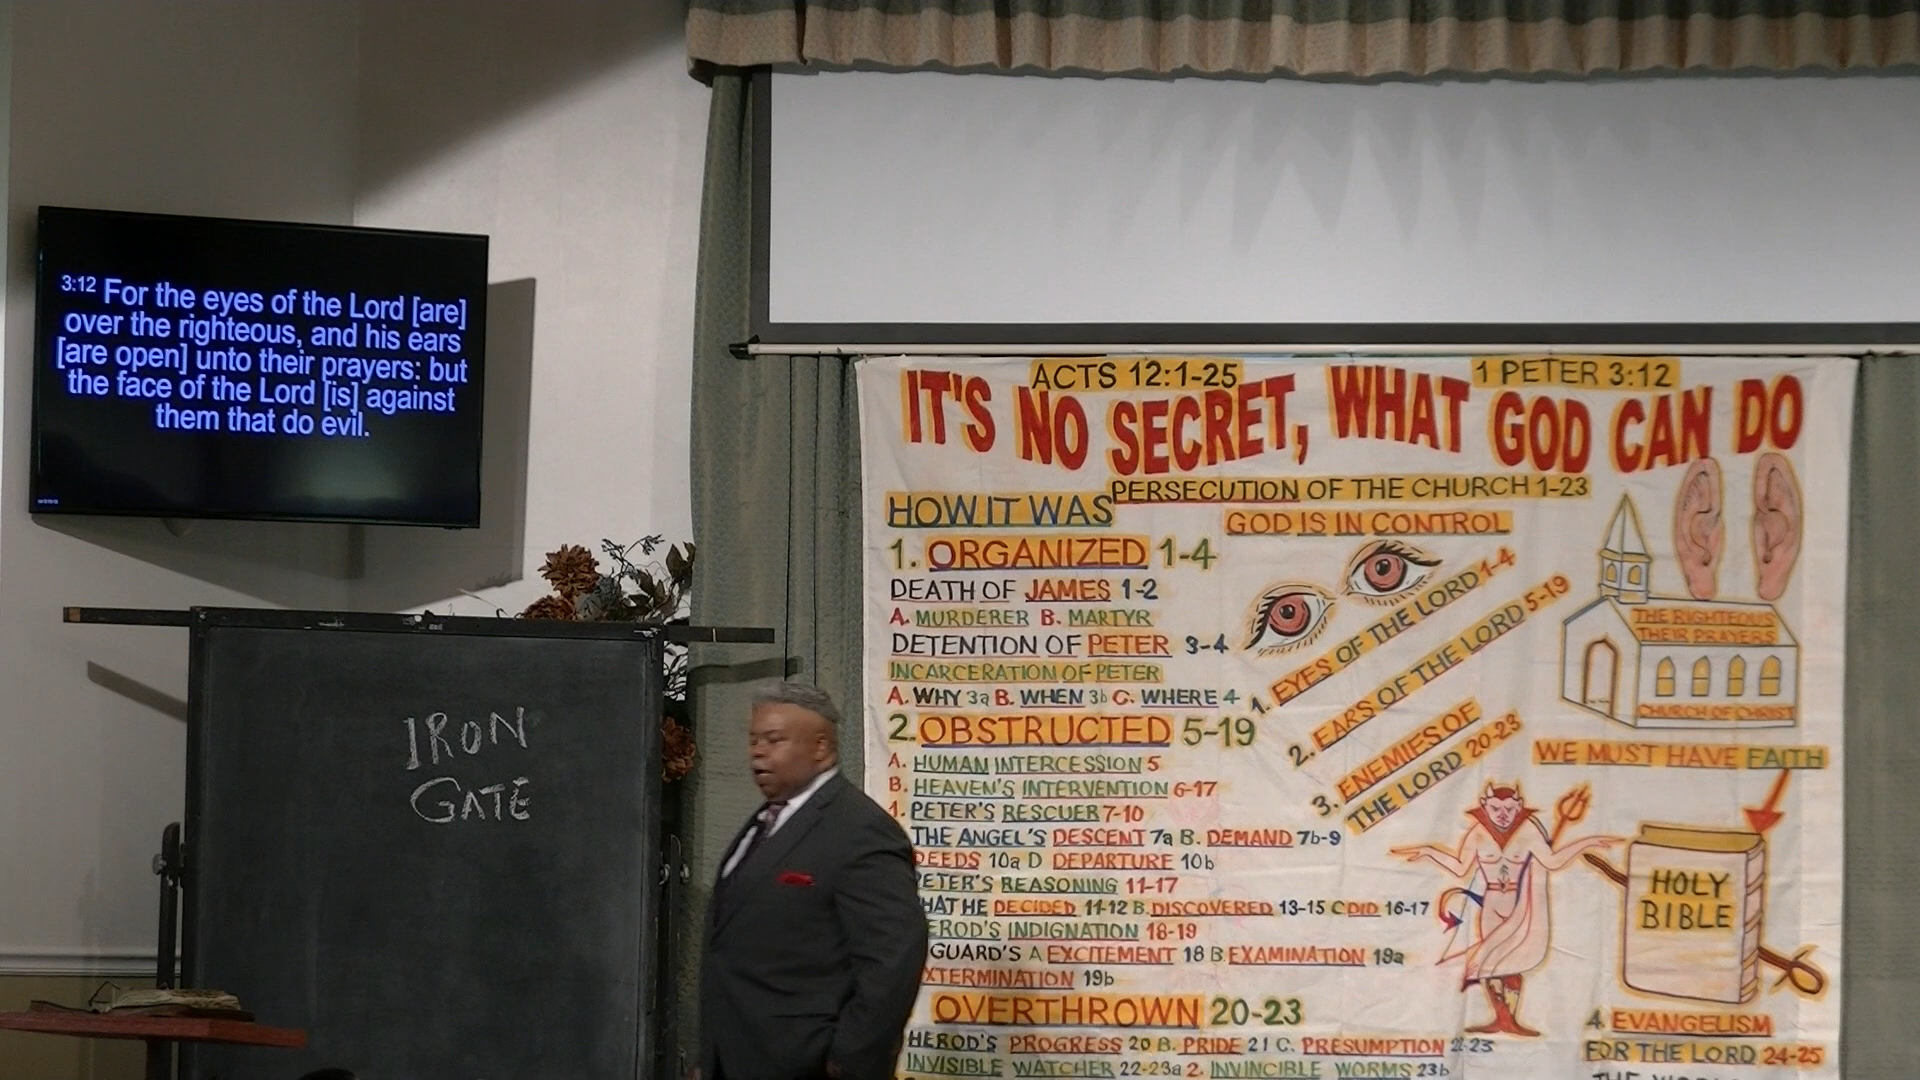 3:12 For the eyes of the Lord [are]
over the righteous, and his ears
[are open] unto their prayers: but
the face of the Lord [is] against
them that do evil.
IRON
GATE
ACTS 12:1-25
1 PETER 3:12
IT'S NO SECRET, WHAT GOD CAN DO
PERSECUTION OF THE CHURCH 1-23
HOW IT WAS
GOD IS IN CONTROL
1. ORGANIZED 1-4
DEATH OF JAMES 1-2
A. MURDERER B. MARTYR
DETENTION OF PETER 3-4
INCARCERATION OF PETER
A. WHY 3a B. WHEN 3b C. WHERE 4
2. OBSTRUCTED 5-19
A. HUMAN INTERCESSION 5
B. HEAVEN'S INTERVENTION 6-17
1. PETER'S RESCUER 7-10
THE ANGEL'S DESCENT 7a B. DEMAND 7b-9
DEEDS 10a D DEPARTURE 10b
ETER'S REASONING 11-17
HAT HE DECIDED 11-12 B. DISCOVERED 13-15 C DID 16-17
EROD'S INDIGNATION 18-19
GUARD'S A EXCITEMENT 18 B. EXAMINATION 19a
XTERMINATION 19b
OVERTHROWN 20-23
HEROD'S PROGRESS 20 B. PRIDE 21 C. PRESUMPTION 22-23
INVISIBLE WATCHER 22-23a 2. INVINCIBLE WORMS 23b
1. EYES OF THE LORD 1-4
2. EARS OF THE LORD 5-19
3. ENEMIES OF
THE LORD 20-23
THE RIGHTEOUS
THEIR PRAYERS
CHURCH OF CHRIST
WE MUST HAVE FAITH
HOLY
BIBLE
4. EVANGELISM
FOR THE LORD 24-25